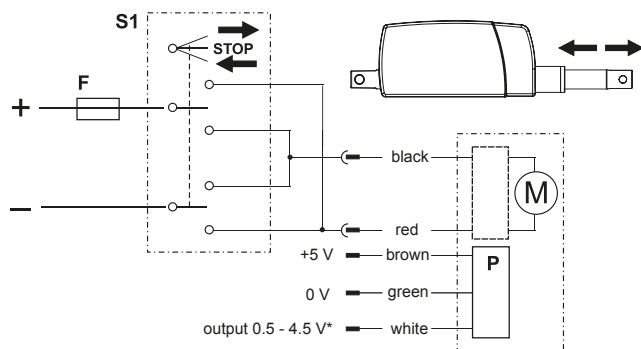 S1
STOP
F
+
–
black
M
red
+5 V brown
P
0 V green
output 0.5 - 4.5 V* white